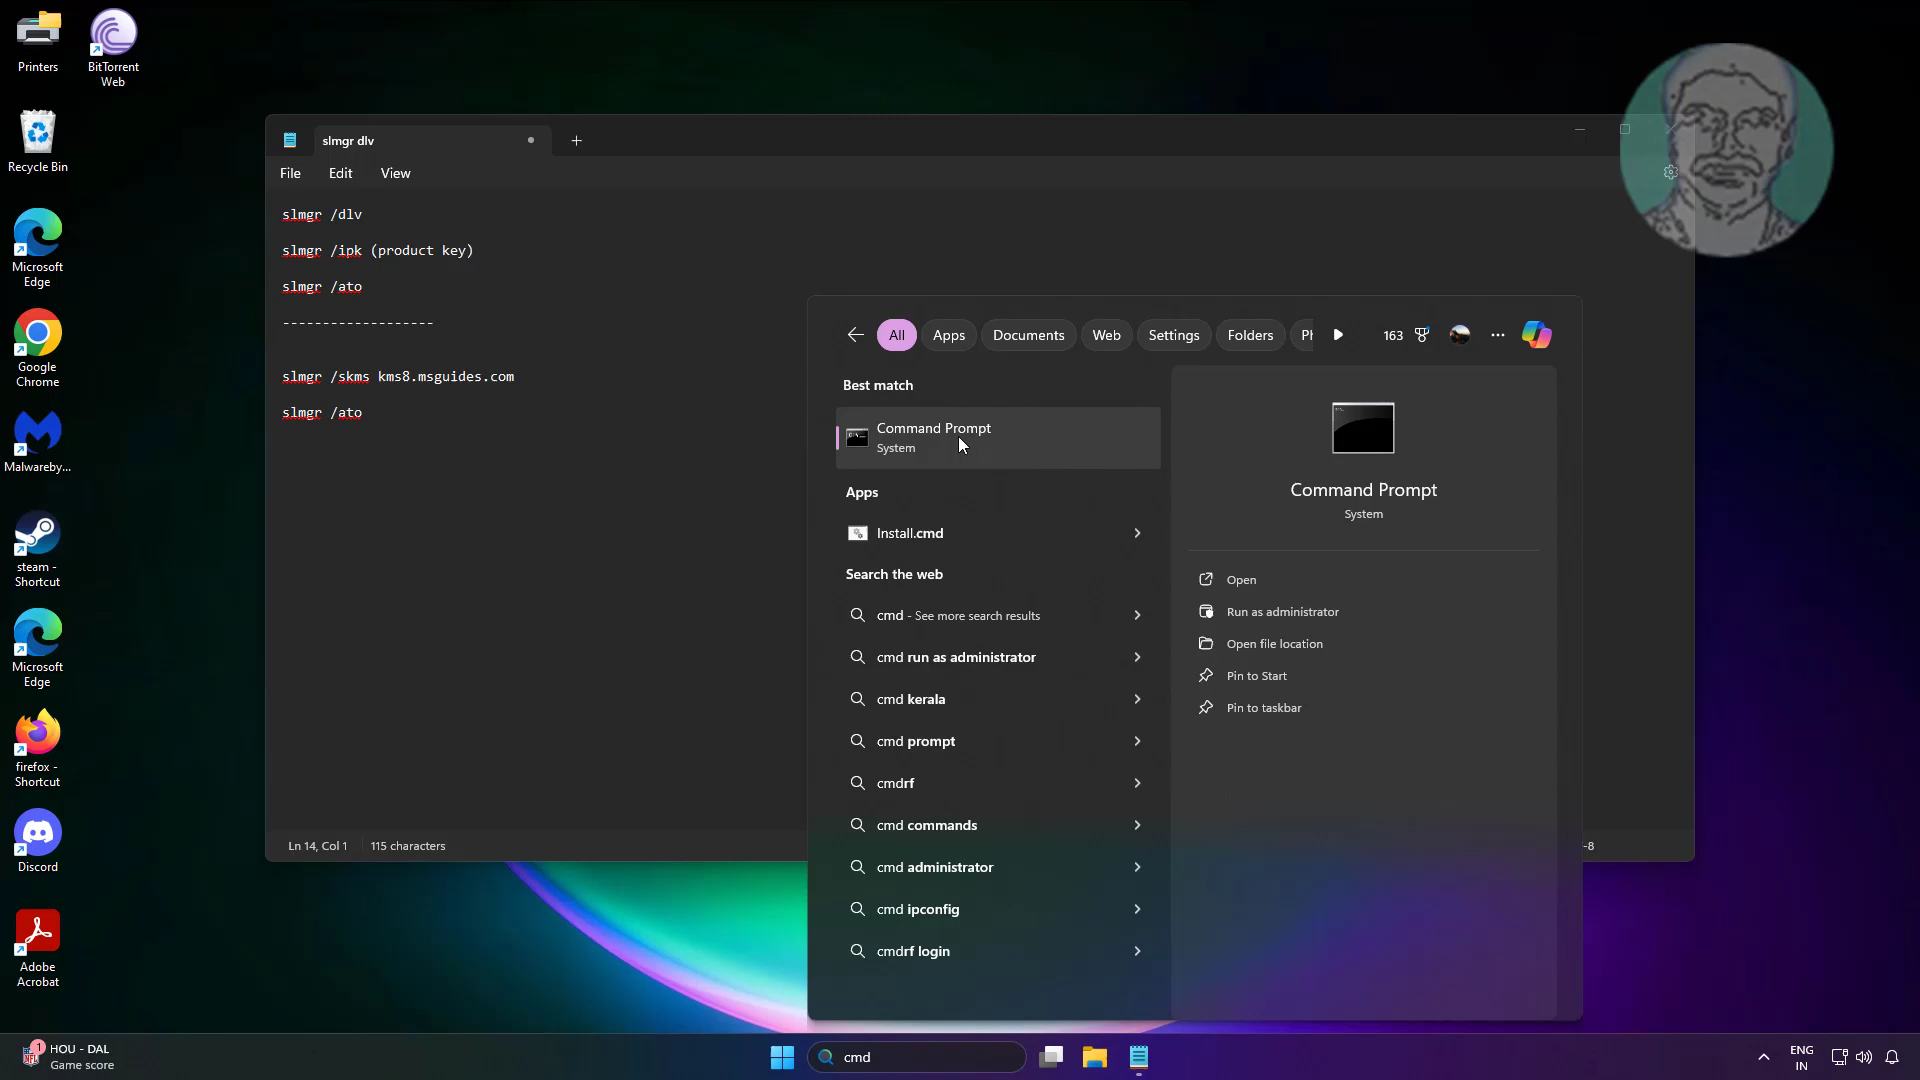 Printers
BitTorrent
Web
Recycle Bin
Microsoft
Edge
Google
Chrome
Malwareby...
steam -
Shortcut
Microsoft
Edge
firefox -
Shortcut
Discord
Adobe
Acrobat
slmgr dlv
File Edit View
slmgr /dlv
slmgr /ipk (product key)
slmgr /ato
-------------------
slmgr /skms kms8.msguides.com
slmgr /ato
Ln 14, Col 1 115 characters
-8
All Apps Documents Web Settings Folders Ph 163
Best match
Command Prompt
System
Apps
Install.cmd
Search the web
cmd - See more search results
cmd run as administrator
cmd kerala
cmd prompt
cmdrf
cmd commands
cmd administrator
cmd ipconfig
cmdrf login
Command Prompt
System
Open
Run as administrator
Open file location
Pin to Start
Pin to taskbar
1
HOU - DAL
Game score
cmd
ENG
IN